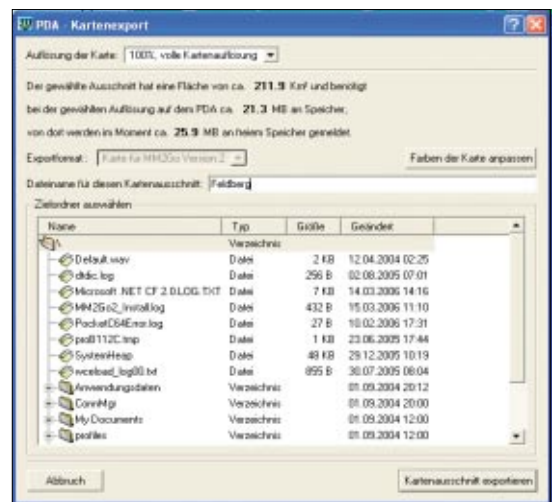 PDA - Kartenexport
Auflösung der Karte: 100%, volle Kartenauflösung
Der gewählte Ausschnitt hat eine Fläche von ca. 211.9 Km² und benötigt
bei der gewählten Auflösung auf dem PDA ca. 21.3 MB an Speicher,
von dort werden im Moment ca. 25.9 MB an freiem Speicher gemeldet.
Exportformat: Karte für MM2Go Version 2 Farben der Karte anpassen
Dateiname für diesen Kartenausschnitt: Feldberg
Zielordner auswählen
Name Typ Größe Geändert
\ Verzeichnis
Default.wav Datei 2 KB 12.04.2004 02:25
dtdic.log Datei 256 B 02.08.2005 07:01
Microsoft .NET CF 2.0LOG.TXT Datei 7 KB 14.03.2006 14:16
MM2Go2_Install.log Datei 432 B 15.03.2006 11:10
PocketC64Error.log Datei 27 B 10.02.2006 17:31
pro8112C.tmp Datei 1 KB 23.06.2005 17:44
SystemHeap Datei 48 KB 29.12.2005 10:19
wceload_log00.txt Datei 855 B 30.07.2005 08:04
Anwendungsdaten Verzeichnis 01.09.2004 20:12
ConnMgr Verzeichnis 01.09.2004 20:00
My Documents Verzeichnis 01.09.2004 12:00
profiles Verzeichnis 01.09.2004 12:00
Abbruch Kartenausschnitt exportieren